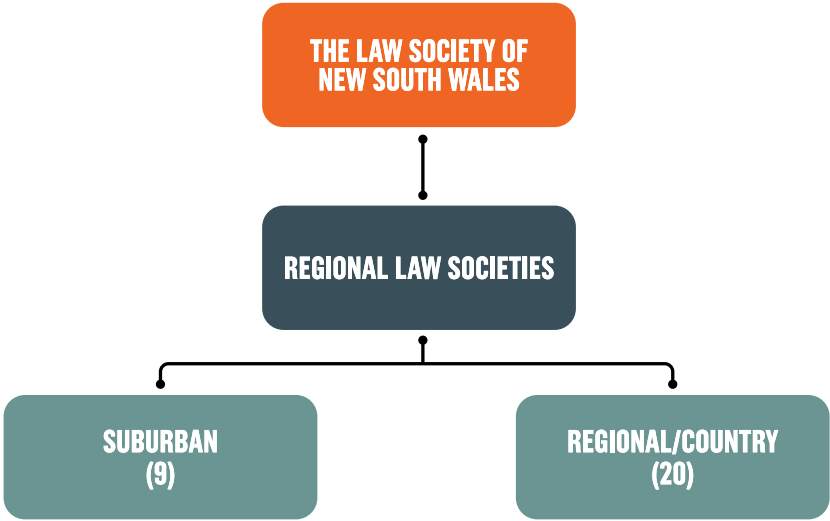 THE LAW SOCIETY OF
NEW SOUTH WALES
REGIONAL LAW SOCIETIES
SUBURBAN
(9)
REGIONAL/COUNTRY
(20)